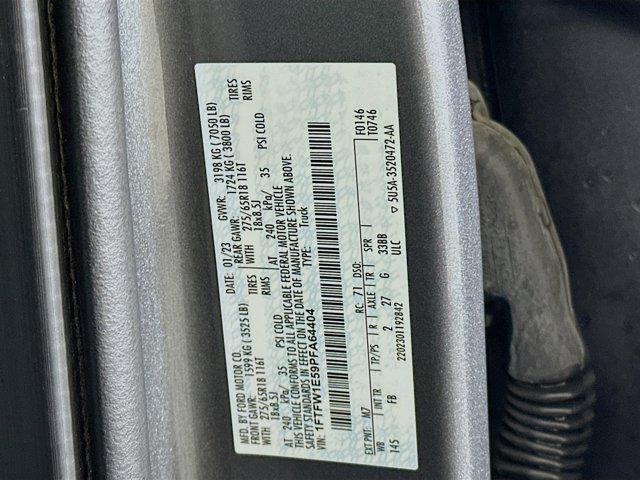 MFD. BY FORD MOTOR CO.
DATE: 01/23 GVWR: 3198 KG ( 7050 LB)
FRONT GAWR: 1599 KG ( 3525 LB) REAR GAWR: 1724 KG ( 3800 LB)
WITH 275/65R18 116T TIRES WITH 275/65R18 116T TIRES
18x8.5J RIMS 18x8.5J RIMS
AT 240 kPa/ 35 PSI COLD AT 240 kPa/ 35 PSI COLD
THIS VEHICLE CONFORMS TO ALL APPLICABLE FEDERAL MOTOR VEHICLE
SAFETY STANDARDS IN EFFECT ON THE DATE OF MANUFACTURE SHOWN ABOVE.
VIN: 1FTFW1E59PFA64404 TYPE: Truck
EXT PNT: M7 RC: 71 DSO: F0146
T0746
WB INT TR TP/PS R AXLE TR SPR
145 FB 2 27 G 33BB
ULC
2202301192842 ▽ 5U5A-3520472-AA